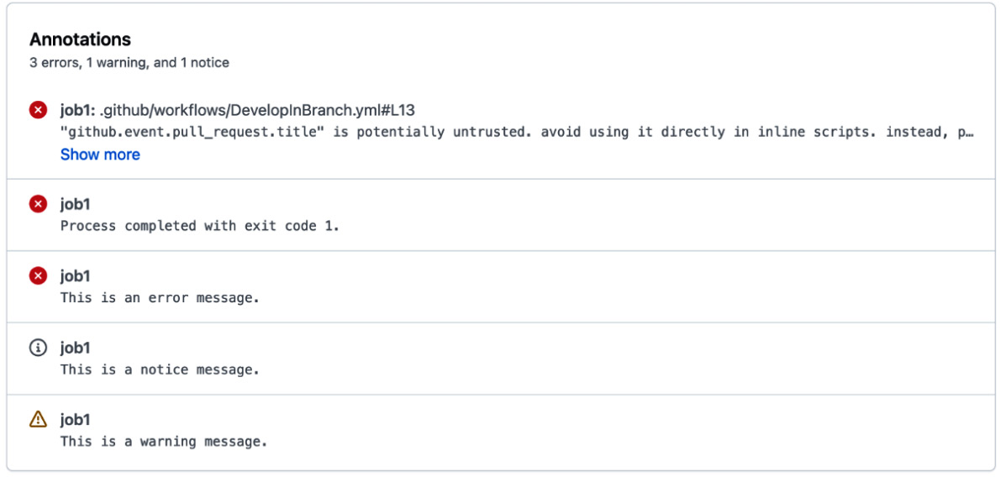 Annotations
3 errors, 1 warning, and 1 notice
job1: .github/workflows/DevelopInBranch.yml#L13
"github.event.pull_request.title" is potentially untrusted. avoid using it directly in inline scripts. instead, p…
Show more
job1
Process completed with exit code 1.
job1
This is an error message.
job1
This is a notice message.
job1
This is a warning message.